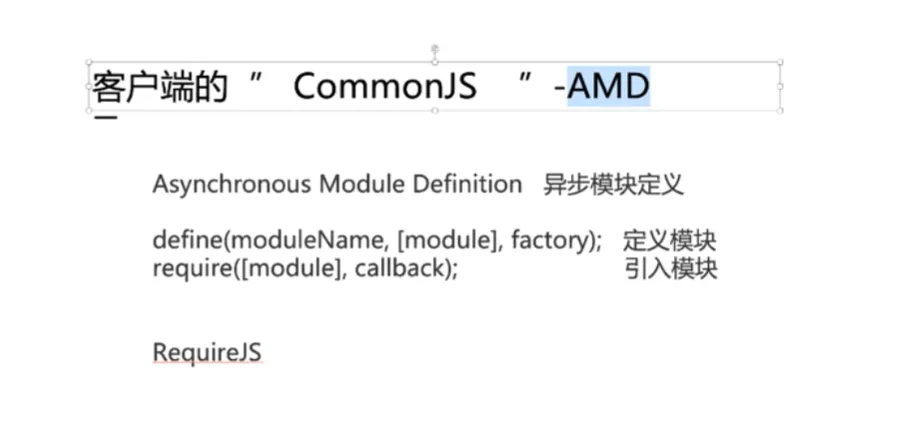 客户端的 ” CommonJS ” -AMD
Asynchronous Module Definition 异步模块定义
define(moduleName, [module], factory); 定义模块
require([module], callback); 引入模块
RequireJS